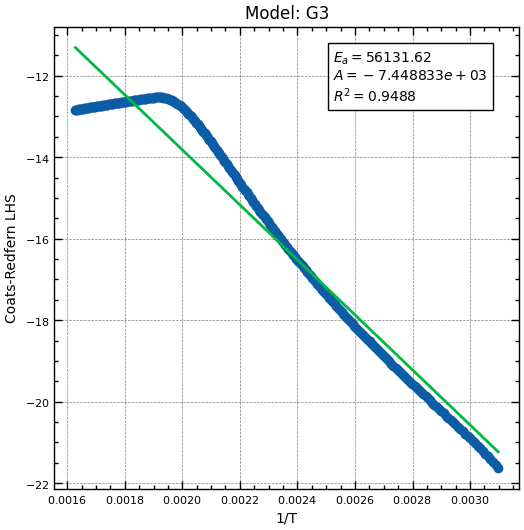 Model: G3
E_a = 56131.62
A = −7.448833e + 03
R² = 0.9488
Coats-Redfern LHS
−12
−14
−16
−18
−20
−22
0.0016 0.0018 0.0020 0.0022 0.0024 0.0026 0.0028 0.0030
1/T